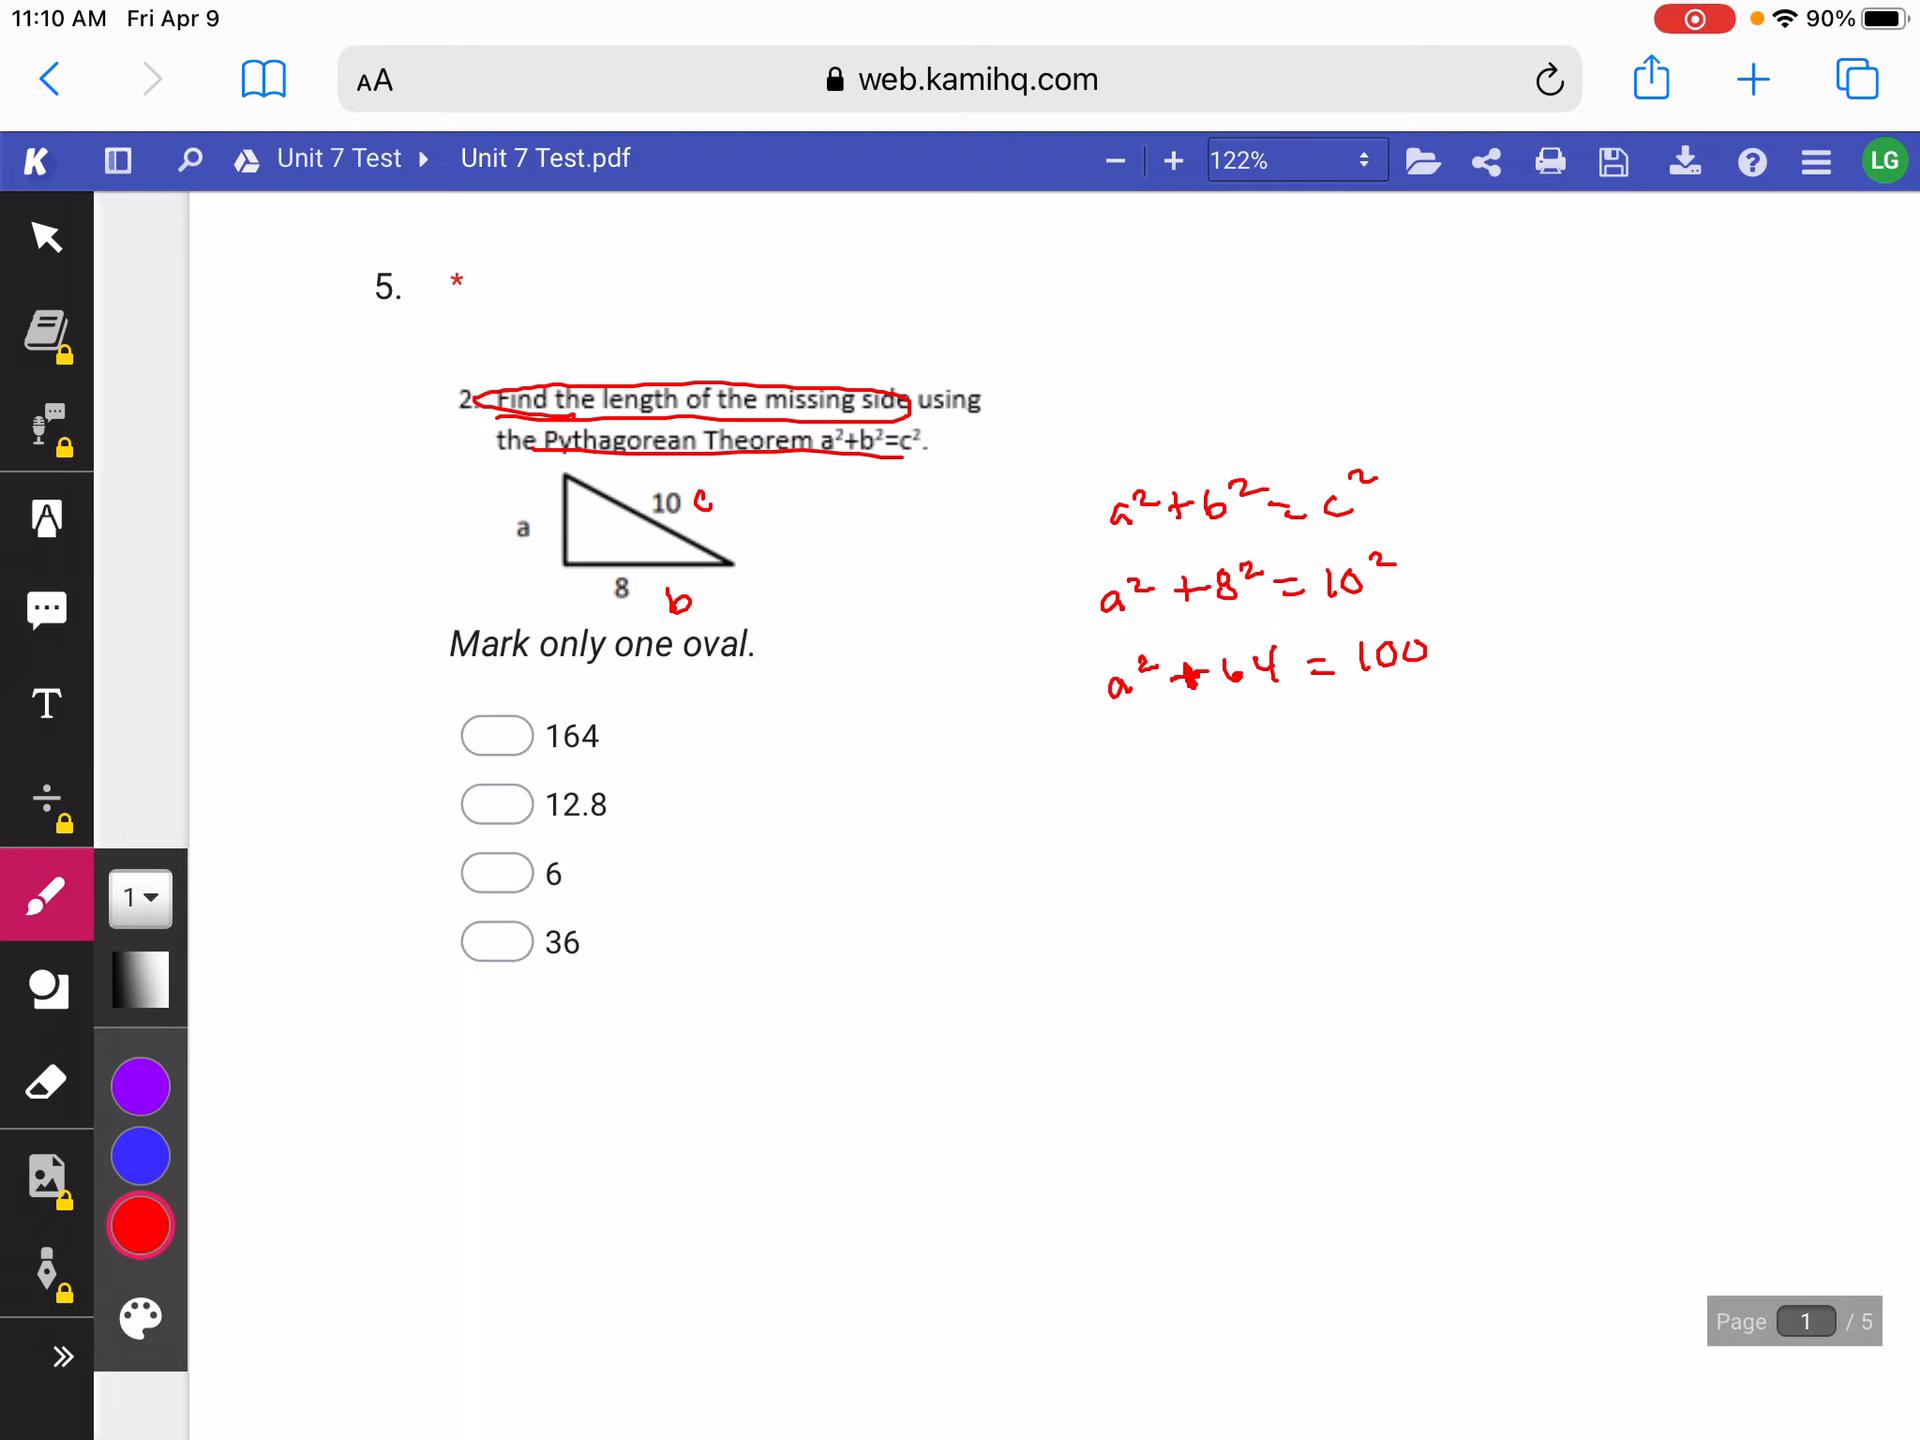 11:10 AM Fri Apr 9
90%
AA
web.kamihq.com
K
Unit 7 Test
Unit 7 Test.pdf
122%
LG
5. *
2. Find the length of the missing side using
the Pythagorean Theorem a²+b²=c².
10 c
a
8
b
a² + b² = c²
a² + 8² = 10²
a² + 64 = 100
Mark only one oval.
164
12.8
6
36
T
1
Page 1 / 5